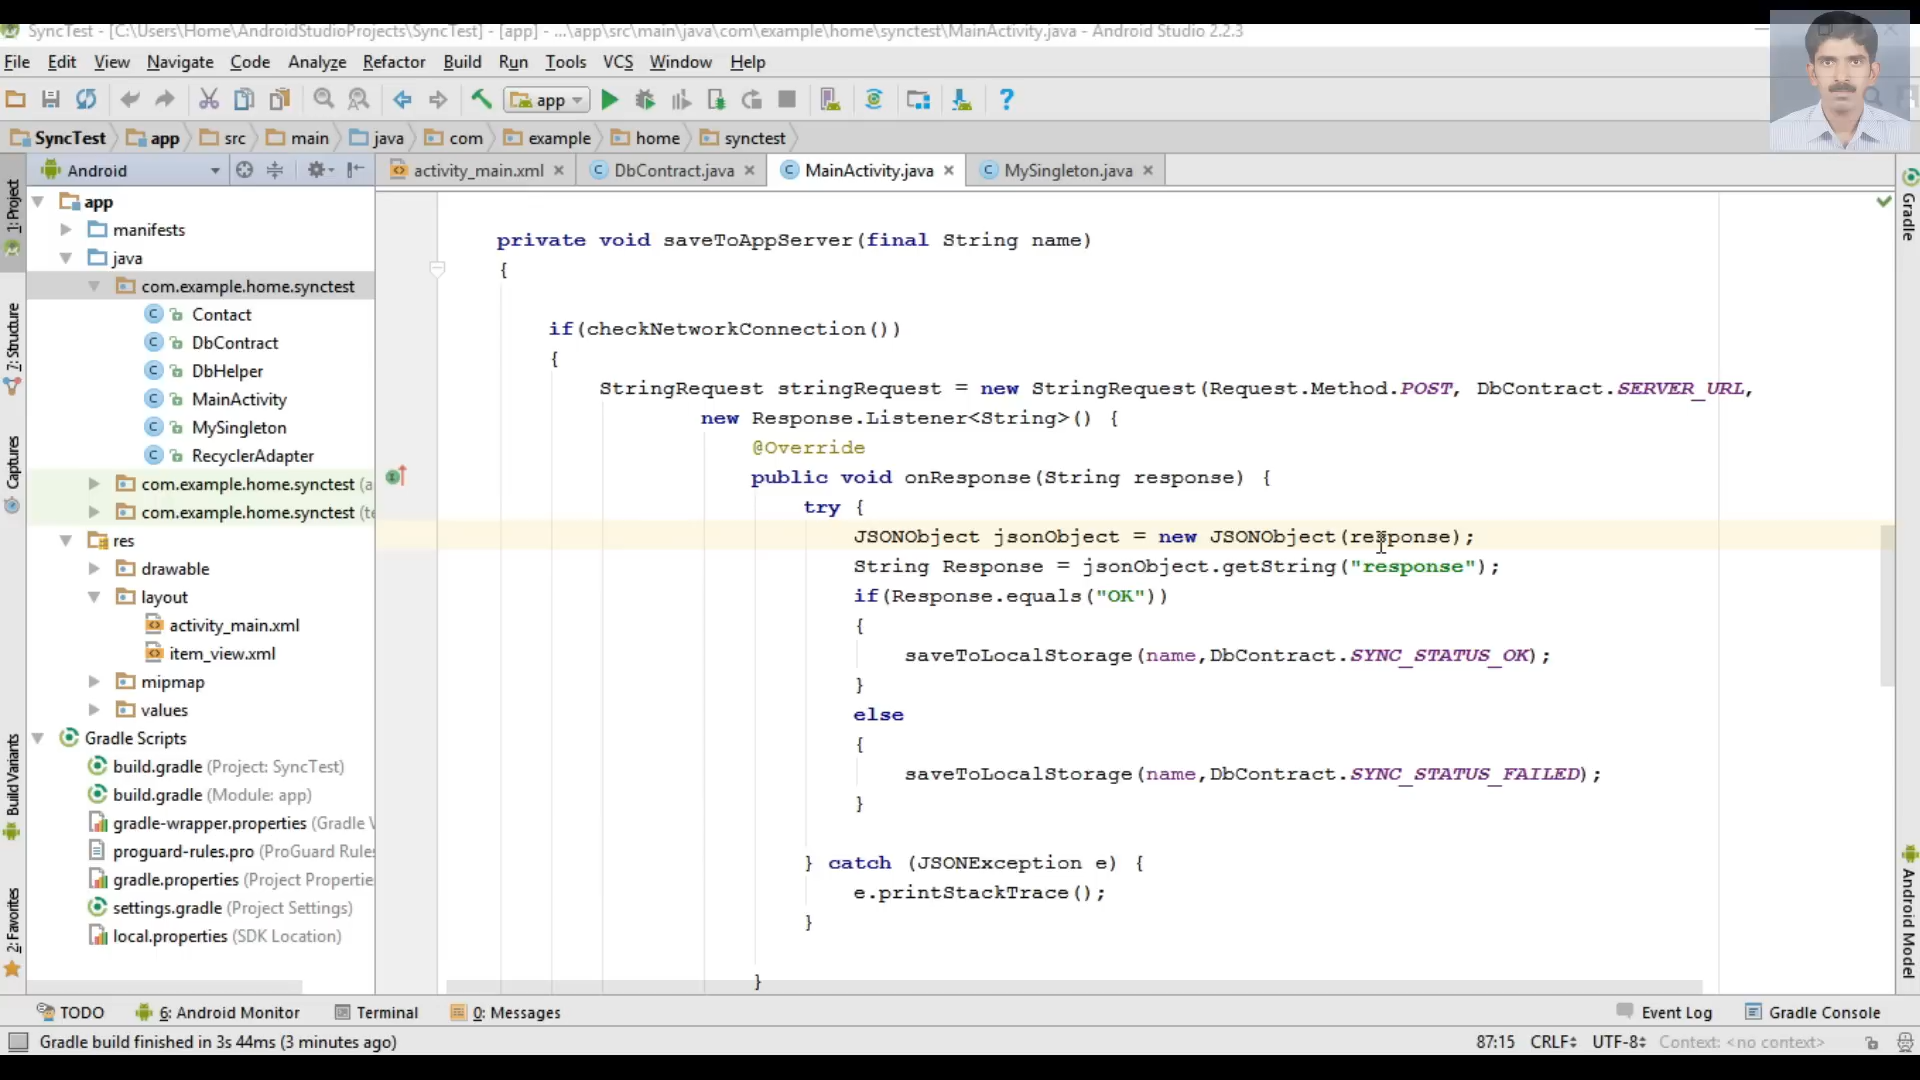 SyncTest - [C:\Users\Home\AndroidStudioProjects\SyncTest] - [app] - ...\app\src\main\java\com\example\home\synctest\MainActivity.java - Android Studio 2.2.3
File Edit View Navigate Code Analyze Refactor Build Run Tools VCS Window Help
app
SyncTest app src main java com example home synctest
Android
activity_main.xml DbContract.java MainActivity.java MySingleton.java
1: Project
7: Structure
Captures
Build Variants
2: Favorites
app
manifests
java
com.example.home.synctest
Contact
DbContract
DbHelper
MainActivity
MySingleton
RecyclerAdapter
com.example.home.synctest (a
com.example.home.synctest (te
res
drawable
layout
activity_main.xml
item_view.xml
mipmap
values
Gradle Scripts
build.gradle (Project: SyncTest)
build.gradle (Module: app)
gradle-wrapper.properties (Gradle V
proguard-rules.pro (ProGuard Rules
gradle.properties (Project Propertie
settings.gradle (Project Settings)
local.properties (SDK Location)
private void saveToAppServer(final String name)
{
if(checkNetworkConnection())
{
StringRequest stringRequest = new StringRequest(Request.Method.POST, DbContract.SERVER_URL,
new Response.Listener<String>() {
@Override
public void onResponse(String response) {
try {
JSONObject jsonObject = new JSONObject(response);
String Response = jsonObject.getString("response");
if(Response.equals("OK"))
{
saveToLocalStorage(name,DbContract.SYNC_STATUS_OK);
}
else
{
saveToLocalStorage(name,DbContract.SYNC_STATUS_FAILED);
}
} catch (JSONException e) {
e.printStackTrace();
}
}
Gradle
Android Model
TODO 6: Android Monitor Terminal 0: Messages Event Log Gradle Console
Gradle build finished in 3s 44ms (3 minutes ago) 87:15 CRLF UTF-8 Context: <no context>